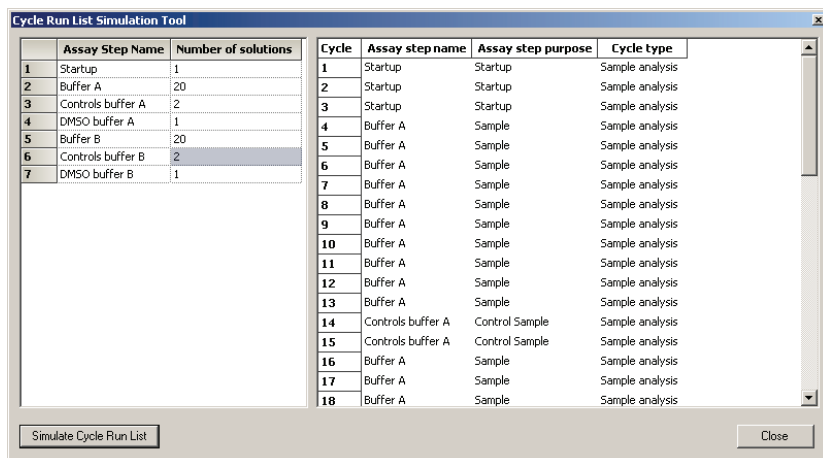 Cycle Run List Simulation Tool
Assay Step Name Number of solutions
1 Startup 1
2 Buffer A 20
3 Controls buffer A 2
4 DMSO buffer A 1
5 Buffer B 20
6 Controls buffer B 2
7 DMSO buffer B 1
Cycle Assay step name Assay step purpose Cycle type
1 Startup Startup Sample analysis
2 Startup Startup Sample analysis
3 Startup Startup Sample analysis
4 Buffer A Sample Sample analysis
5 Buffer A Sample Sample analysis
6 Buffer A Sample Sample analysis
7 Buffer A Sample Sample analysis
8 Buffer A Sample Sample analysis
9 Buffer A Sample Sample analysis
10 Buffer A Sample Sample analysis
11 Buffer A Sample Sample analysis
12 Buffer A Sample Sample analysis
13 Buffer A Sample Sample analysis
14 Controls buffer A Control Sample Sample analysis
15 Controls buffer A Control Sample Sample analysis
16 Buffer A Sample Sample analysis
17 Buffer A Sample Sample analysis
18 Buffer A Sample Sample analysis
Simulate Cycle Run List
Close